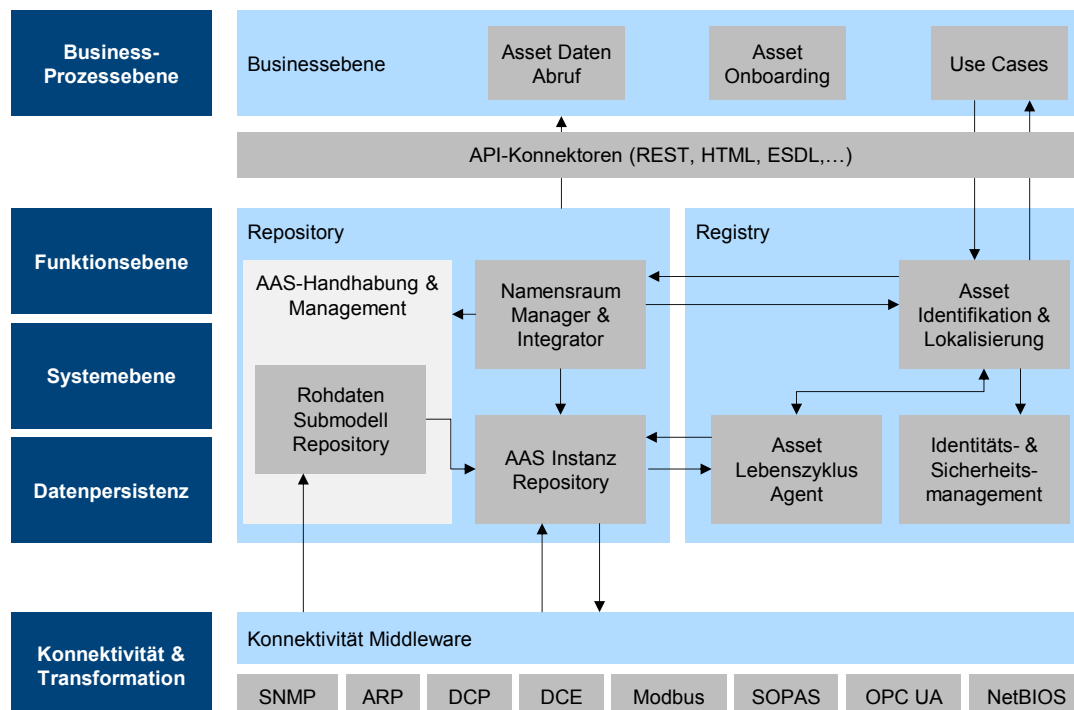 Business-
Prozessebene
Businessebene
Asset Daten
Abruf
Asset
Onboarding
Use Cases
API-Konnektoren (REST, HTML, ESDL,…)
Funktionsebene
Systemebene
Datenpersistenz
Repository
AAS-Handhabung &
Management
Namensraum
Manager &
Integrator
Rohdaten
Submodell
Repository
AAS Instanz
Repository
Registry
Asset
Identifikation &
Lokalisierung
Asset
Lebenszyklus
Agent
Identitäts- &
Sicherheits-
management
Konnektivität &
Transformation
Konnektivität Middleware
SNMP
ARP
DCP
DCE
Modbus
SOPAS
OPC UA
NetBIOS